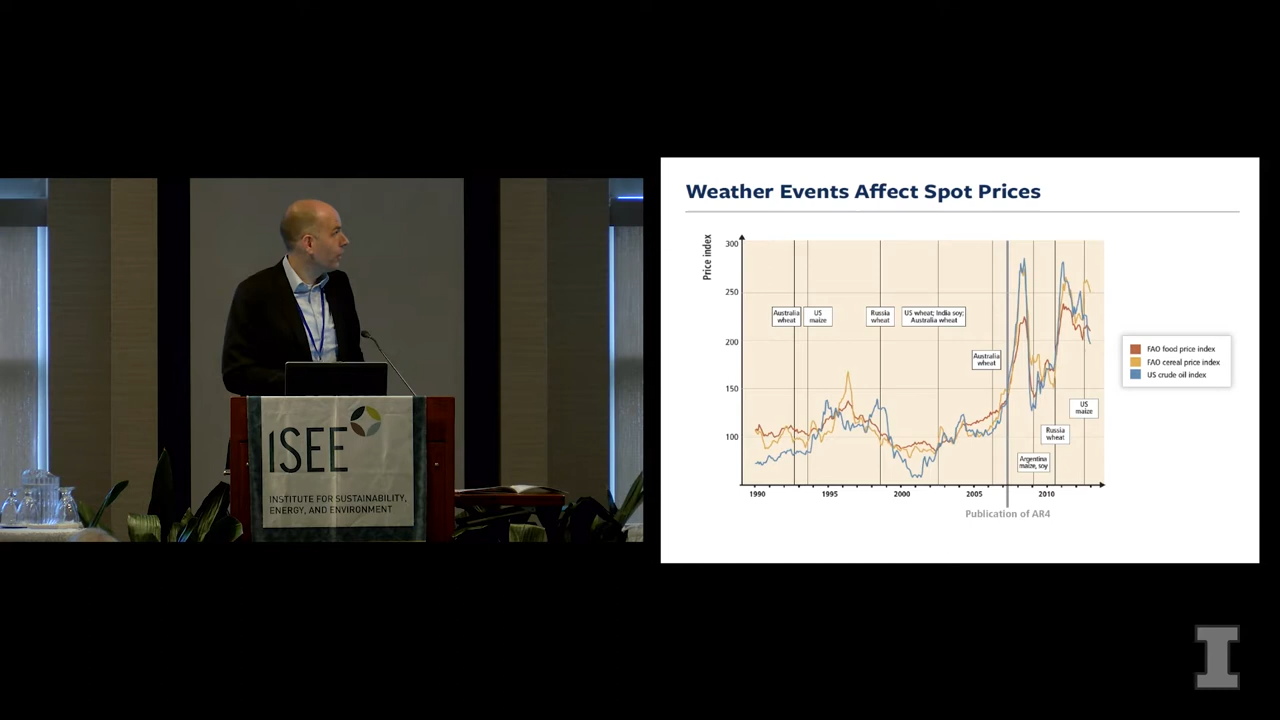 ISEE
INSTITUTE FOR SUSTAINABILITY,
ENERGY, AND ENVIRONMENT
Weather Events Affect Spot Prices
Price index
300
250
200
150
100
Australia
wheat
US
maize
Russia
wheat
US wheat; India soy;
Australia wheat
Australia
wheat
US
maize
Russia
wheat
Argentina
maize, soy
1990
1995
2000
2005
2010
Publication of AR4
FAO food price index
FAO cereal price index
US crude oil index
I